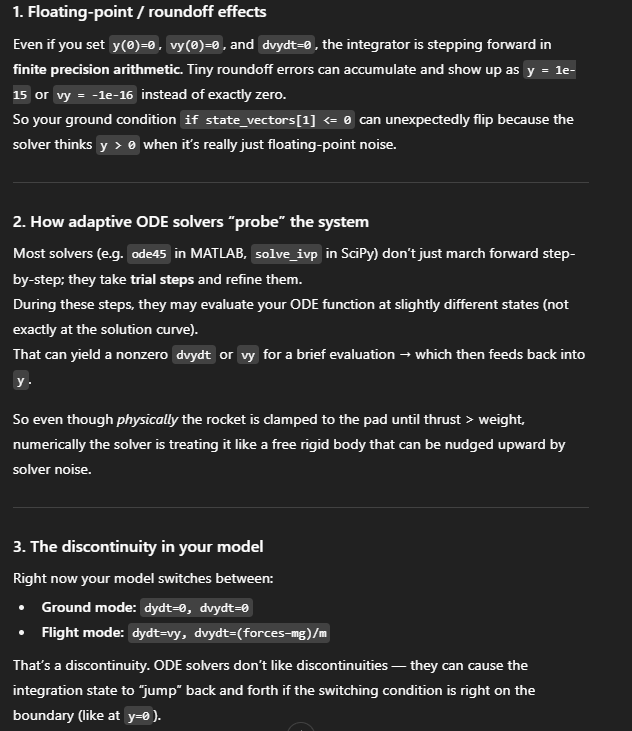 1. Floating-point / roundoff effects
Even if you set y(0)=0, vy(0)=0, and dvydt=0, the integrator is stepping forward in
finite precision arithmetic. Tiny roundoff errors can accumulate and show up as y = 1e-
15 or vy = -1e-16 instead of exactly zero.
So your ground condition if state_vectors[1] <= 0 can unexpectedly flip because the
solver thinks y > 0 when it's really just floating-point noise.
2. How adaptive ODE solvers “probe” the system
Most solvers (e.g. ode45 in MATLAB, solve_ivp in SciPy) don't just march forward step-
by-step; they take trial steps and refine them.
During these steps, they may evaluate your ODE function at slightly different states (not
exactly at the solution curve).
That can yield a nonzero dvydt or vy for a brief evaluation → which then feeds back into
y.
So even though physically the rocket is clamped to the pad until thrust > weight,
numerically the solver is treating it like a free rigid body that can be nudged upward by
solver noise.
3. The discontinuity in your model
Right now your model switches between:
• Ground mode: dydt=0, dvydt=0
• Flight mode: dydt=vy, dvydt=(forces-mg)/m
That's a discontinuity. ODE solvers don't like discontinuities — they can cause the
integration state to “jump” back and forth if the switching condition is right on the
boundary (like at y=0).